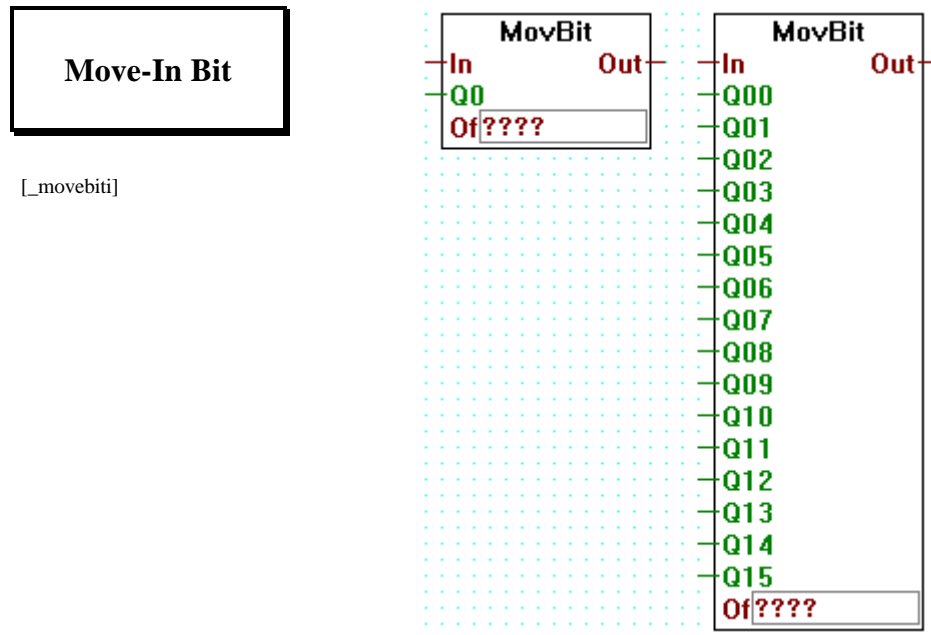 Move-In Bit
[_movebiti]
MovBit
In Out
Q0
Of ????
MovBit
In Out
Q00
Q01
Q02
Q03
Q04
Q05
Q06
Q07
Q08
Q09
Q10
Q11
Q12
Q13
Q14
Q15
Of ????